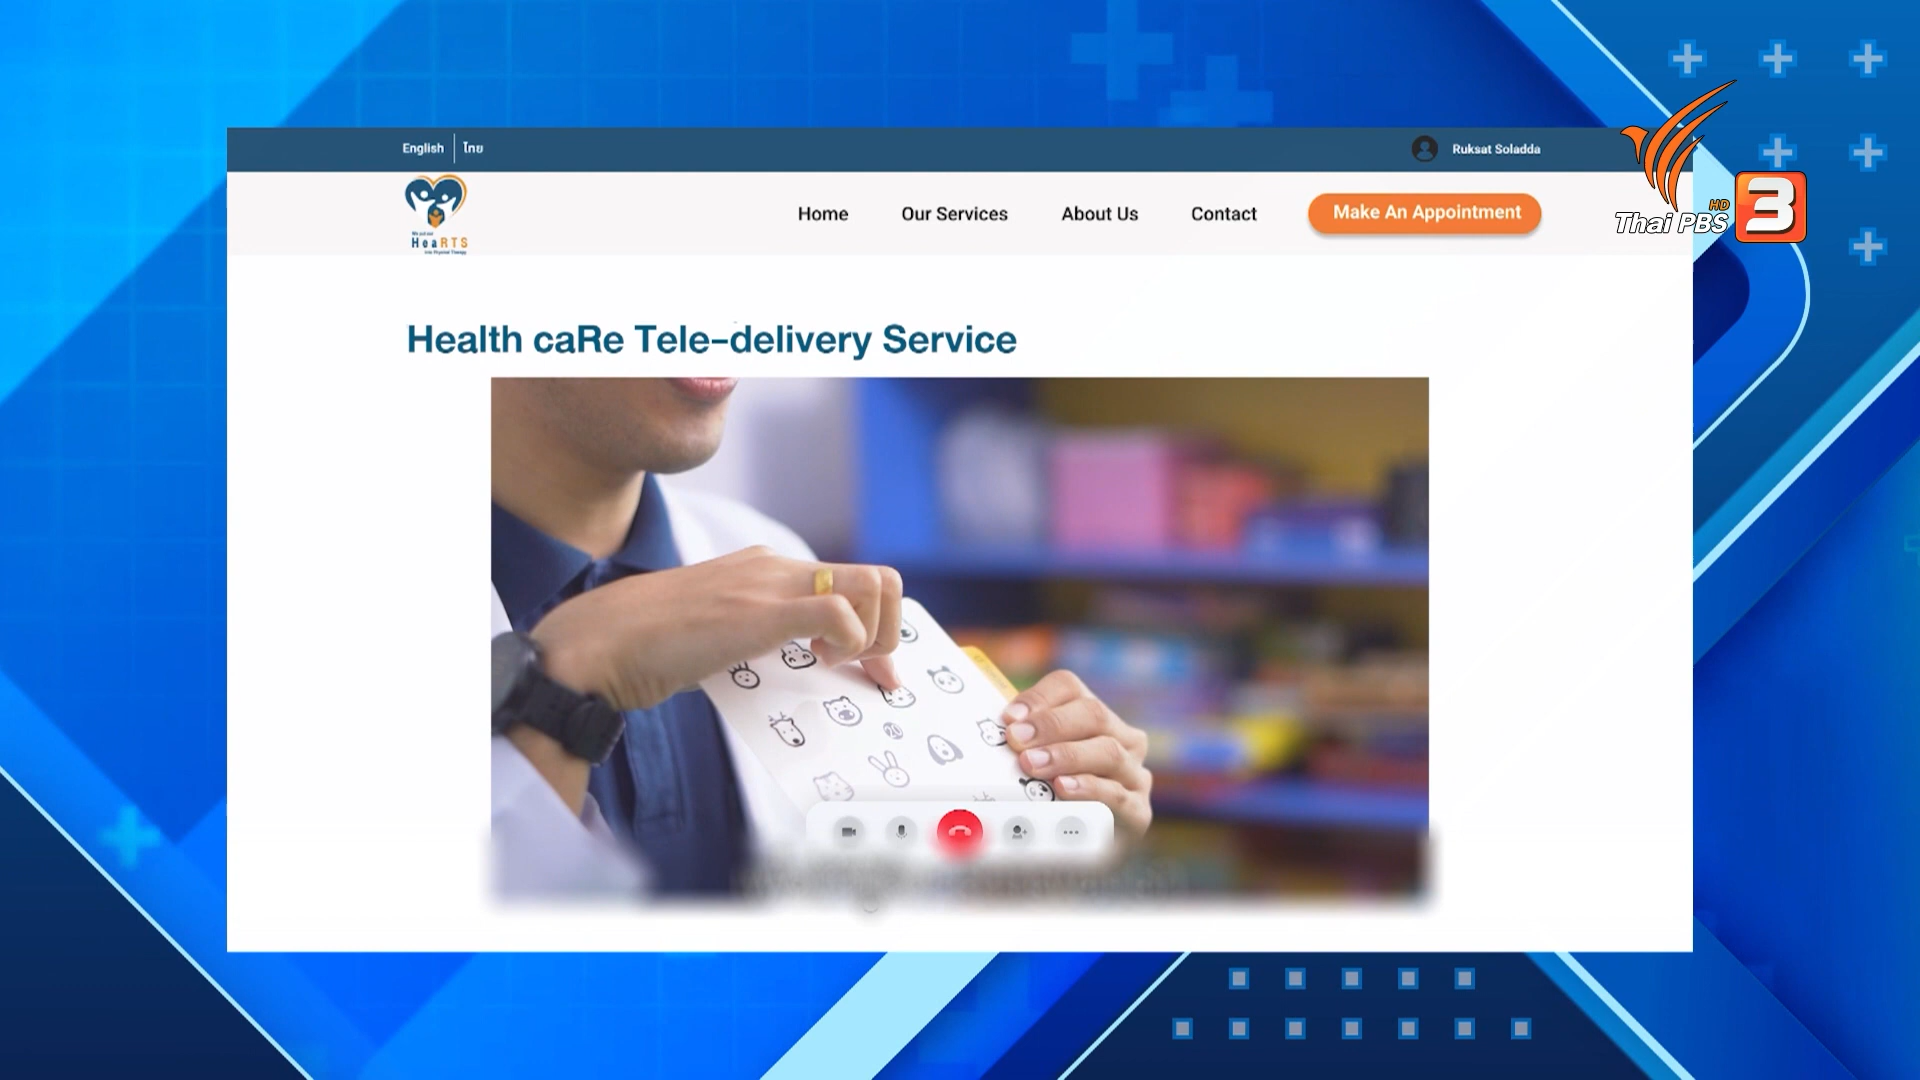 English ไทย
Ruksat Soladda
HD
Thai PBS 3
HeaRTS
Home Our Services About Us Contact Make An Appointment
Health caRe Tele-delivery Service